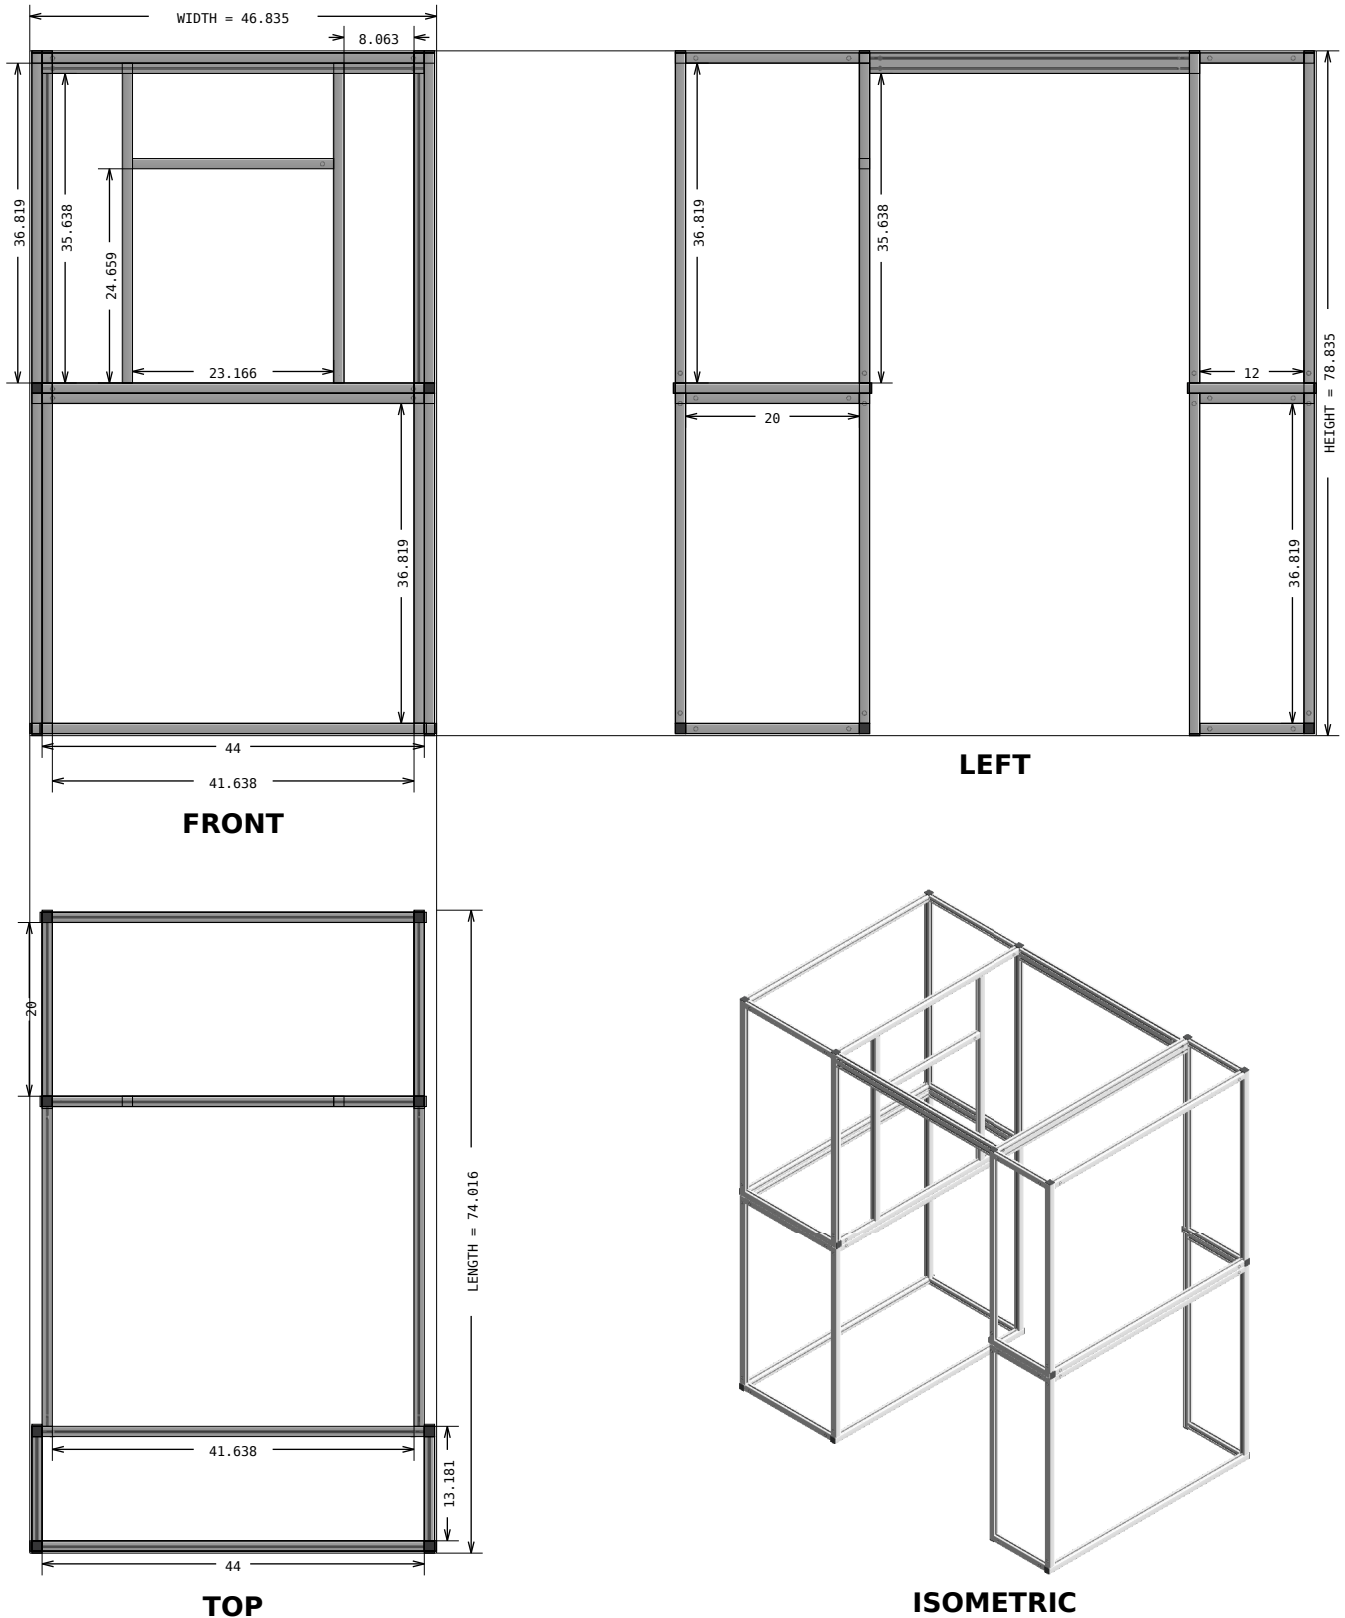 WIDTH = 46.835
8.063
36.819
35.638
24.659
23.166
36.819
44
41.638
FRONT
36.819
35.638
20
12
36.819
HEIGHT = 78.835
LEFT
20
LENGTH = 74.016
41.638
13.181
44
TOP
ISOMETRIC